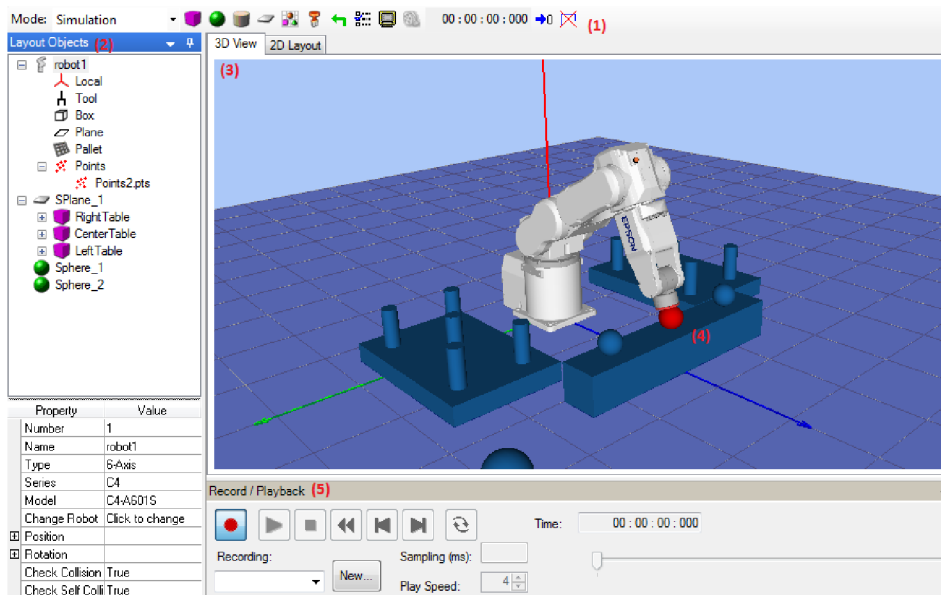 Mode: Simulation
00 : 00 : 00 : 000
(1)
Layout Objects (2)
3D View
2D Layout
robot1
Local
Tool
Box
Plane
Pallet
Points
Points2.pts
SPlane_1
RightTable
CenterTable
LeftTable
Sphere_1
Sphere_2
(3)
EPSON
(4)
Property Value
Number 1
Name robot1
Type 6-Axis
Series C4
Model C4-A601S
Change Robot Click to change
Position
Rotation
Check Collision True
Check Self Colli True
Record / Playback (5)
Time: 00 : 00 : 00 : 000
Recording:
Sampling (ms):
New...
Play Speed: 4